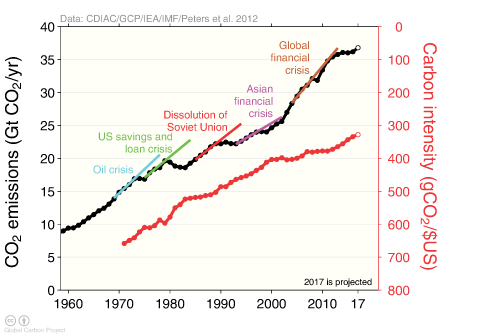 Data: CDIAC/GCP/IEA/IMF/Peters et al. 2012
CO2 emissions (Gt CO2/yr)
40
35
30
25
20
15
10
5
0
Global
financial
crisis
Asian
financial
crisis
Dissolution of
Soviet Union
US savings and
loan crisis
Oil crisis
2017 is projected
0
100
200
300
400
500
600
700
800
Carbon intensity (gCO2/$US)
1960
1970
1980
1990
2000
2010
17
cc
Global Carbon Project